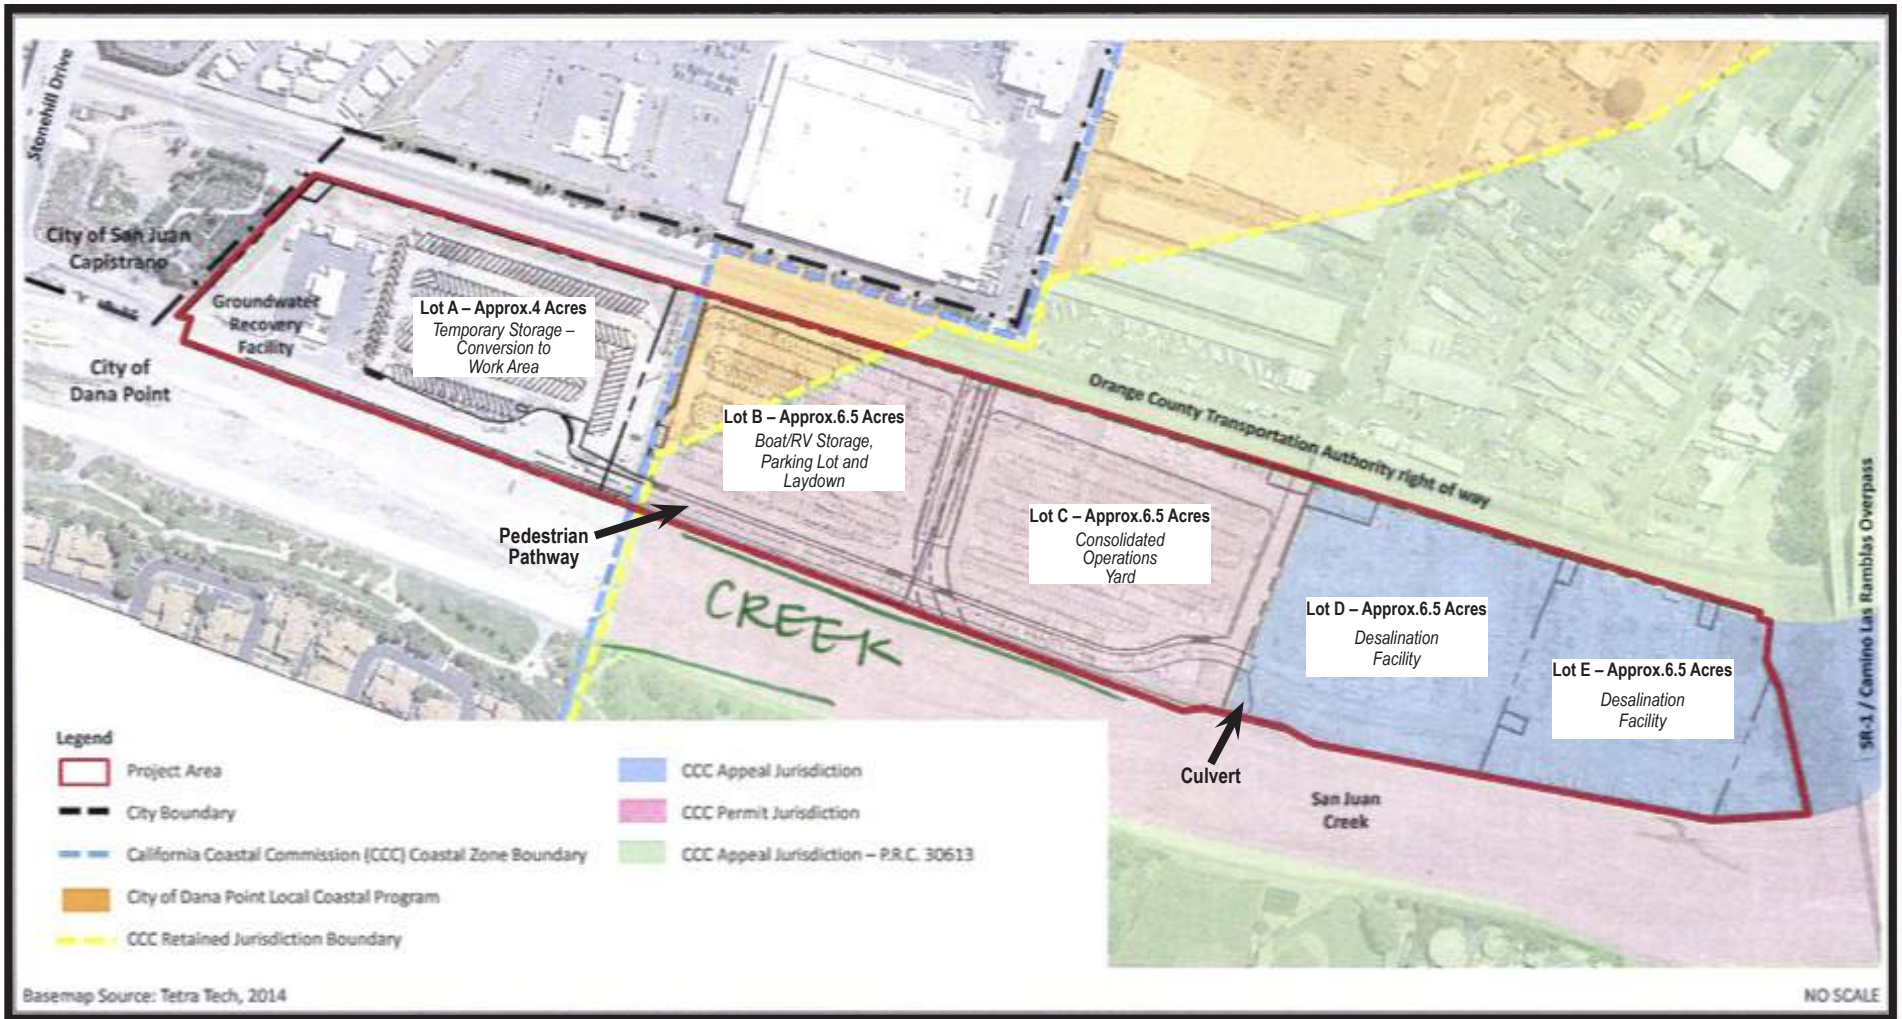 Stonehill Drive
City of San Juan
Capistrano
Groundwater
Recovery
Facility
City of
Dana Point
Lot A – Approx.4 Acres
Temporary Storage –
Conversion to
Work Area
Lot B – Approx.6.5 Acres
Boat/RV Storage,
Parking Lot and
Laydown
Pedestrian
Pathway
Orange County Transportation Authority right of way
Lot C – Approx.6.5 Acres
Consolidated
Operations
Yard
CREEK
Lot D – Approx.6.5 Acres
Desalination
Facility
Lot E – Approx.6.5 Acres
Desalination
Facility
SR-1 / Camino Las Ramblas Overpass
Culvert
San Juan
Creek
Legend
Project Area
City Boundary
California Coastal Commission (CCC) Coastal Zone Boundary
City of Dana Point Local Coastal Program
CCC Retained Jurisdiction Boundary
CCC Appeal Jurisdiction
CCC Permit Jurisdiction
CCC Appeal Jurisdiction – P.R.C. 30613
Basemap Source: Tetra Tech, 2014
NO SCALE